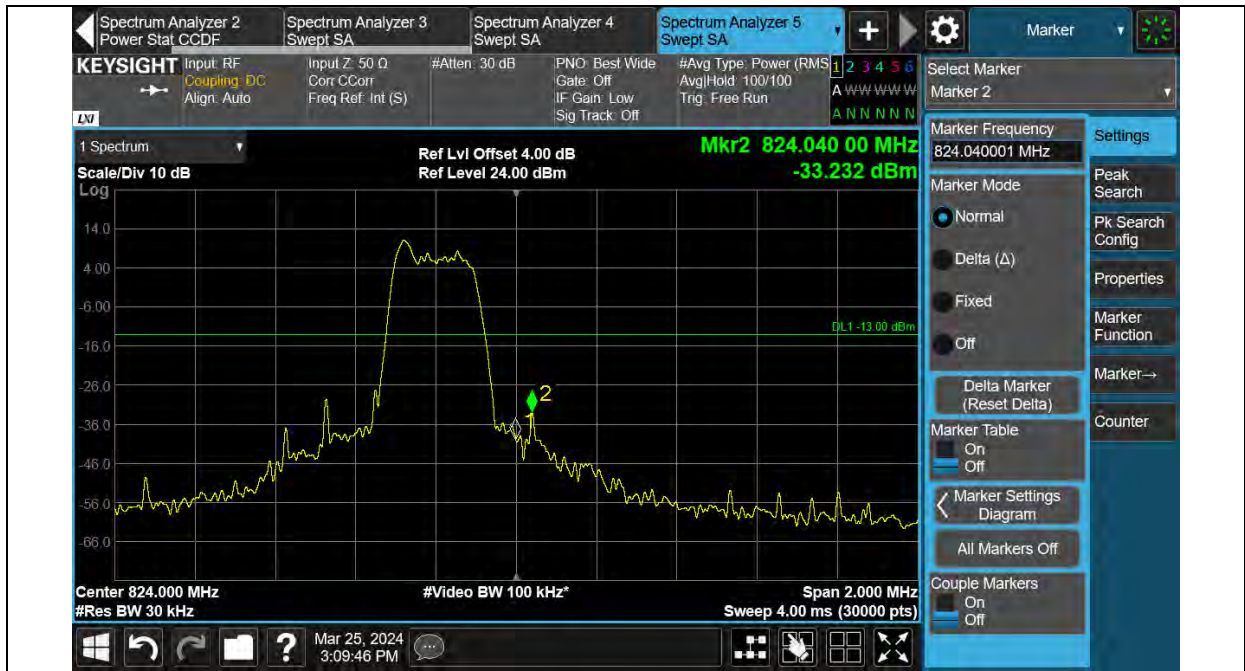 Spectrum Analyzer 2
Power Stat CCDF
Spectrum Analyzer 3
Swept SA
Spectrum Analyzer 4
Swept SA
Spectrum Analyzer 5
Swept SA
+
Marker
KEYSIGHT
LXI
Input: RF
Coupling: DC
Align: Auto
Input Z: 50 Ω
Corr CCorr
Freq Ref: Int (S)
#Atten: 30 dB
PNO: Best Wide
Gate: Off
IF Gain: Low
Sig Track: Off
#Avg Type: Power (RMS
Avg|Hold: 100/100
Trig: Free Run
1 2 3 4 5 6
A W W W W W
A N N N N N
Select Marker
Marker 2
1 Spectrum
Scale/Div 10 dB
Log
Ref Lvl Offset 4.00 dB
Ref Level 24.00 dBm
Mkr2 824.040 00 MHz
-33.232 dBm
14.0
4.00
-6.00
-16.0
-26.0
-36.0
-46.0
-56.0
-66.0
DL1 -13.00 dBm
2
1
Center 824.000 MHz
#Res BW 30 kHz
#Video BW 100 kHz*
Span 2.000 MHz
Sweep 4.00 ms (30000 pts)
Marker Frequency
824.040001 MHz
Marker Mode
Normal
Delta (Δ)
Fixed
Off
Delta Marker
(Reset Delta)
Marker Table
On
Off
Marker Settings
Diagram
All Markers Off
Couple Markers
On
Off
Settings
Peak
Search
Pk Search
Config
Properties
Marker
Function
Marker→
Counter
?
Mar 25, 2024
3:09:46 PM